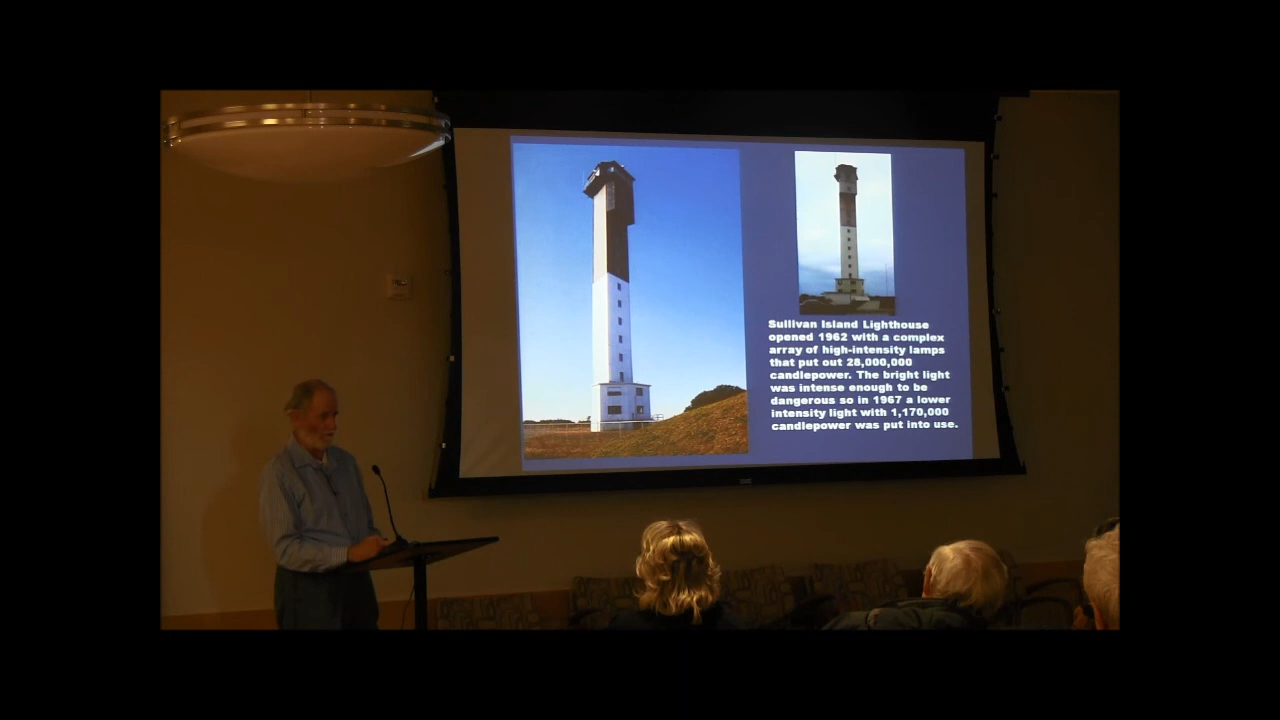 Sullivan Island Lighthouse
opened 1962 with a complex
array of high-intensity lamps
that put out 28,000,000
candlepower. The bright light
was intense enough to be
dangerous so in 1967 a lower
intensity light with 1,170,000
candlepower was put into use.